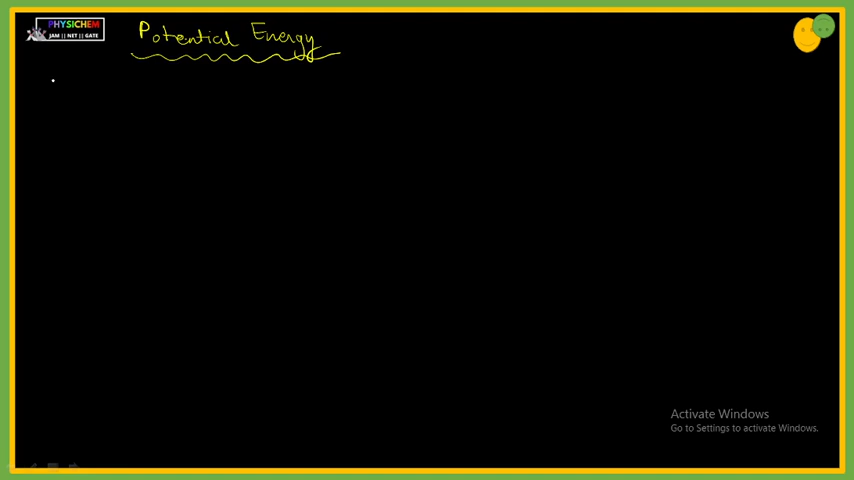 PHYSICHEM
JAM || NET || GATE
Potential Energy
Activate Windows
Go to Settings to activate Windows.